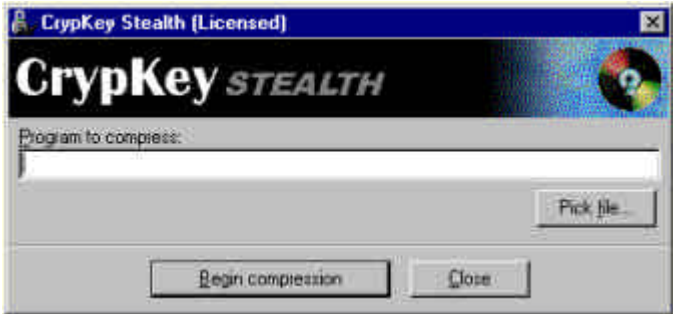 CrypKey Stealth (Licensed)
CrypKey STEALTH
Program to compress:
Pick file...
Begin compression
Close